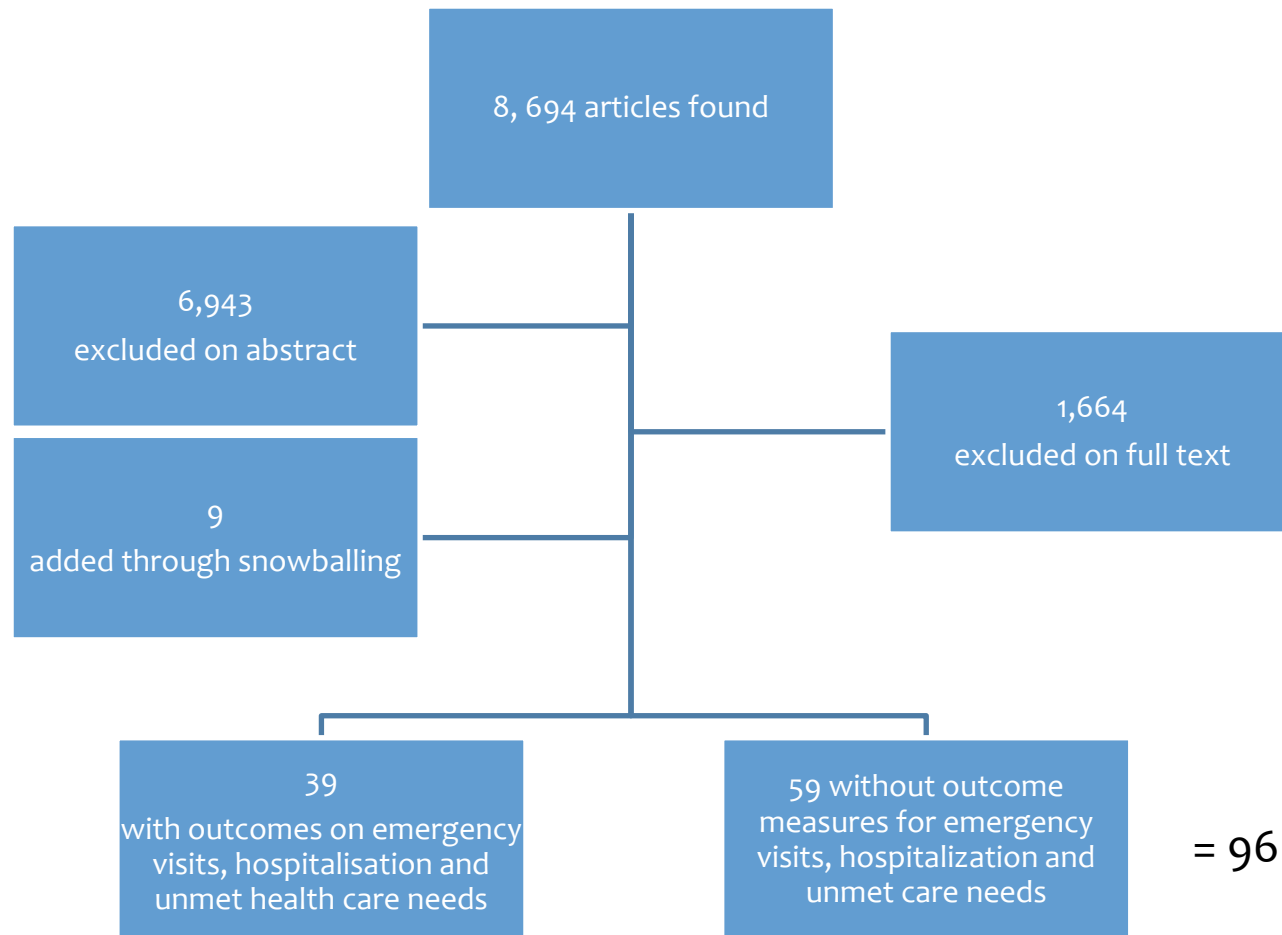 8, 694 articles found
6,943
excluded on abstract
1,664
excluded on full text
9
added through snowballing
39
with outcomes on emergency
visits, hospitalisation and
unmet health care needs
59 without outcome
measures for emergency
visits, hospitalization and
unmet care needs
= 96